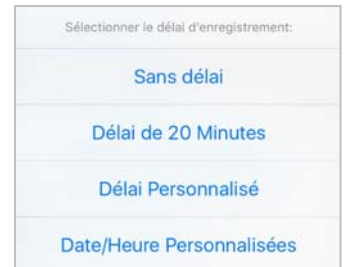 Sélectionner le délai d'enregistrement:
Sans délai
Délai de 20 Minutes
Délai Personnalisé
Date/Heure Personnalisées